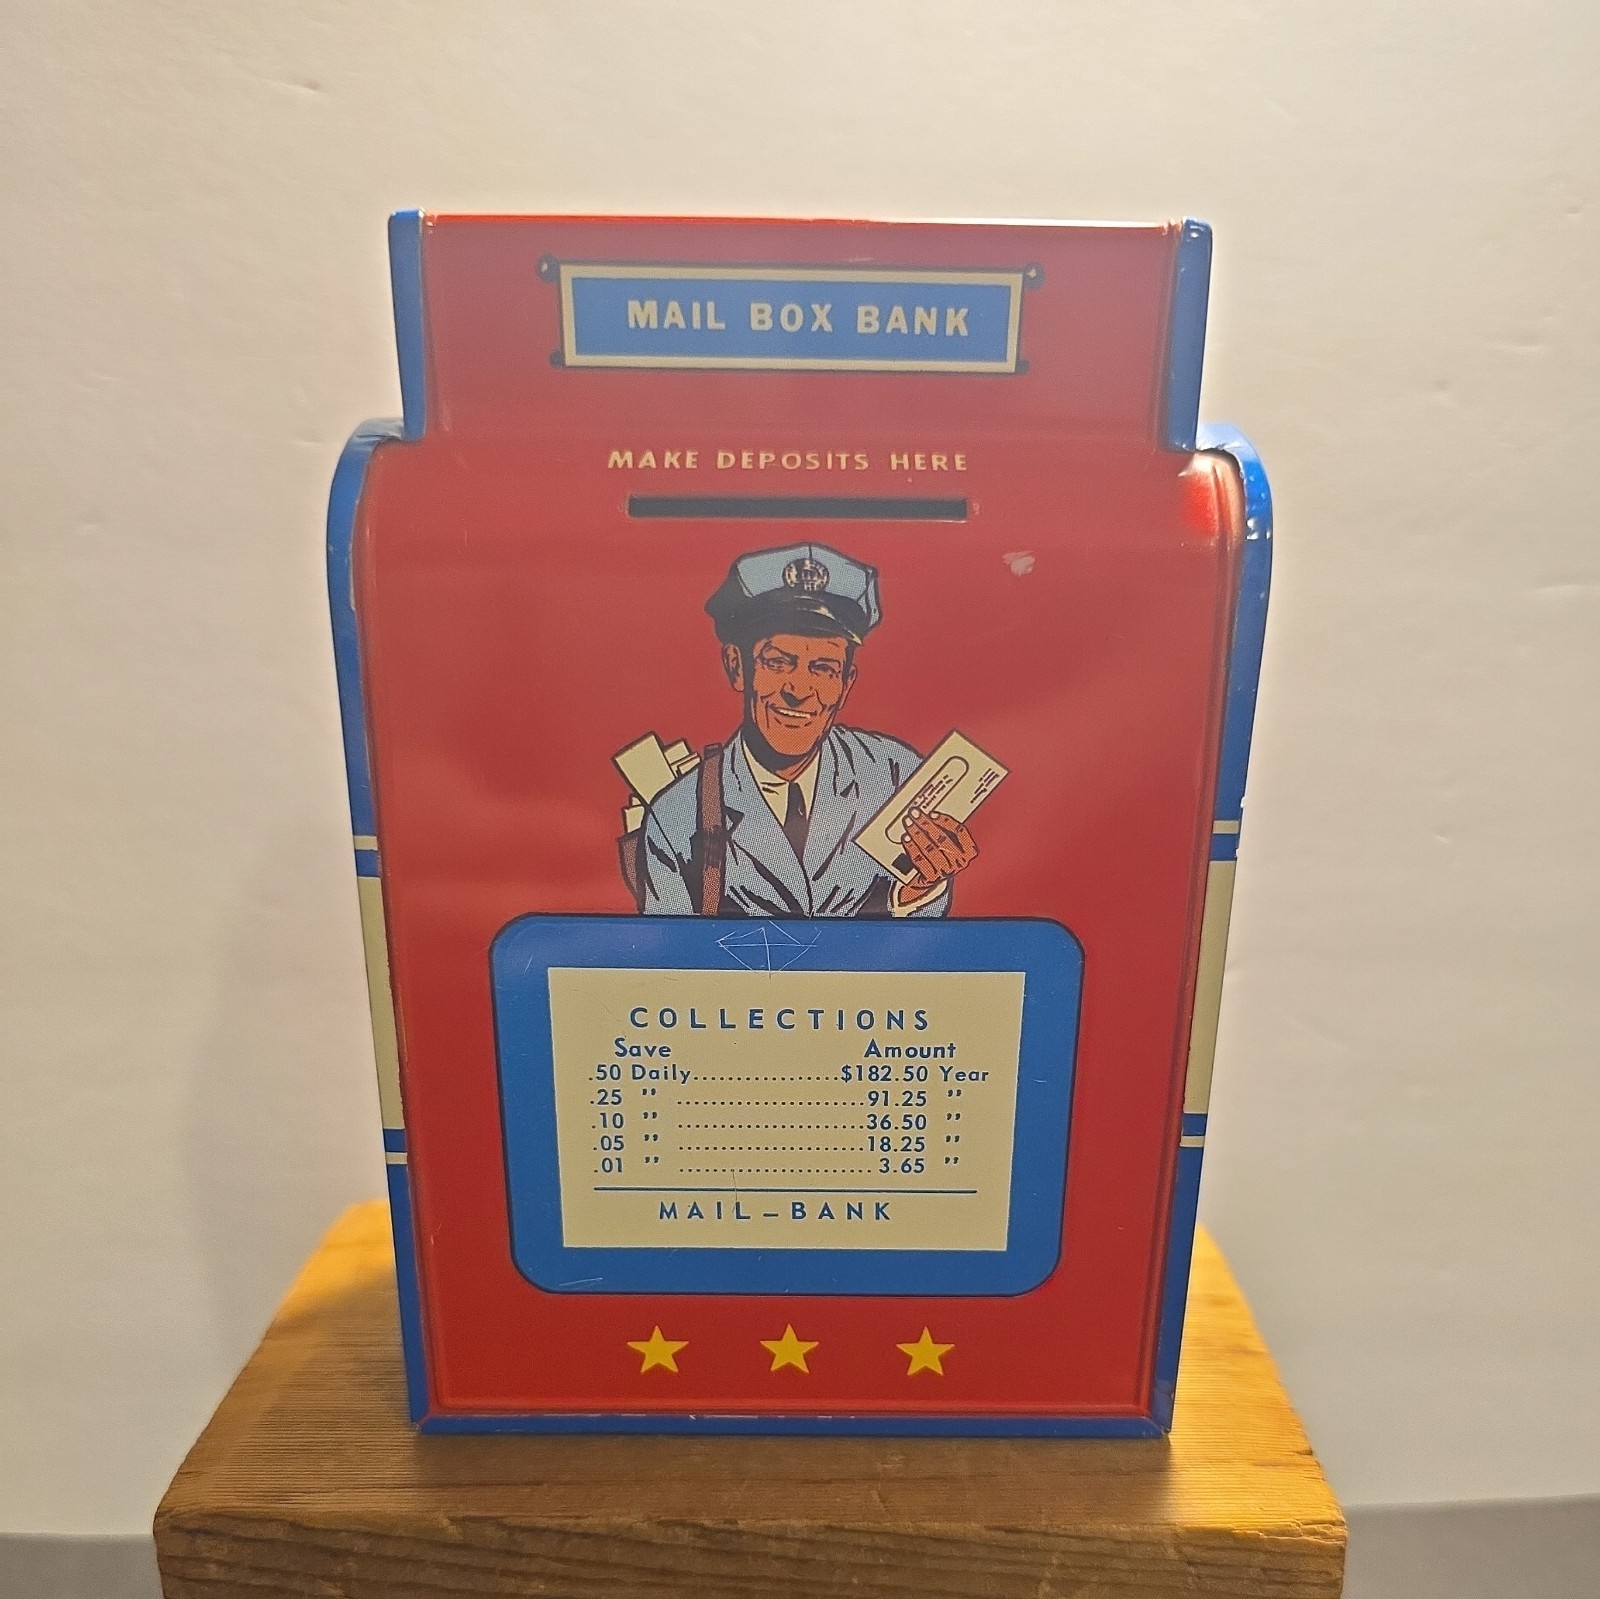 MAIL BOX BANK
MAKE DEPOSITS HERE
COLLECTIONS
Save Amount
.50 Daily..................$182.50 Year
.25 " ......................91.25 "
.10 " ......................36.50 "
.05 " ......................18.25 "
.01 " ....................... 3.65 "
MAIL–BANK